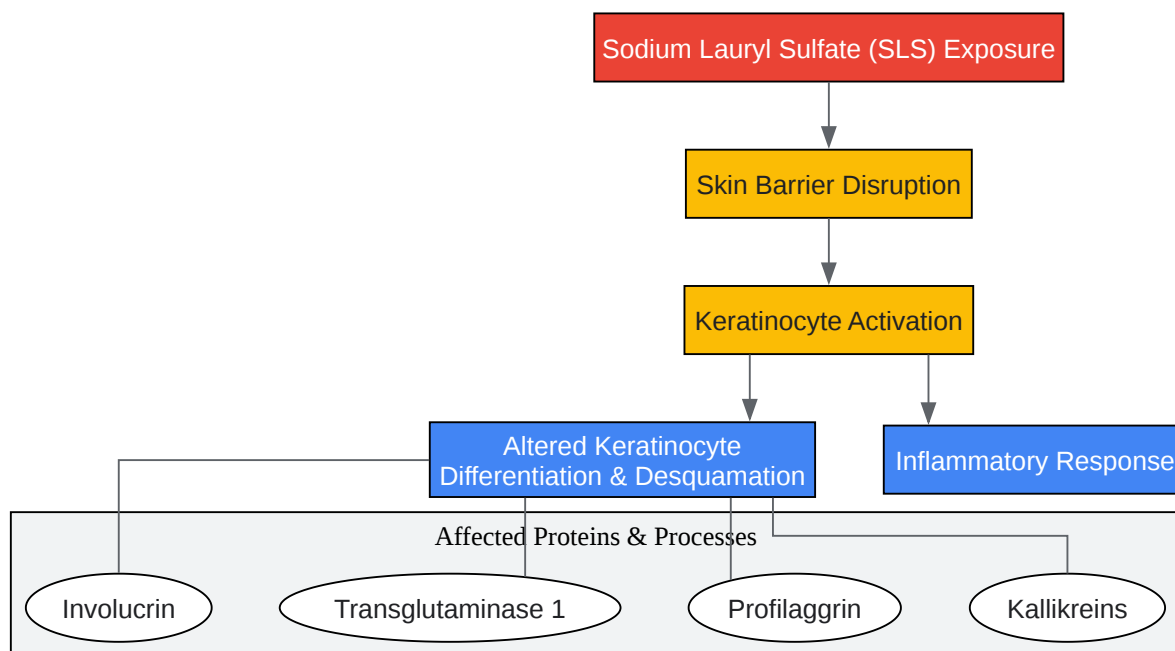 Sodium Lauryl Sulfate (SLS) Exposure
Skin Barrier Disruption
Keratinocyte Activation
Altered Keratinocyte
Differentiation & Desquamation
Inflammatory Response
Affected Proteins & Processes
Involucrin
Transglutaminase 1
Profilaggrin
Kallikreins